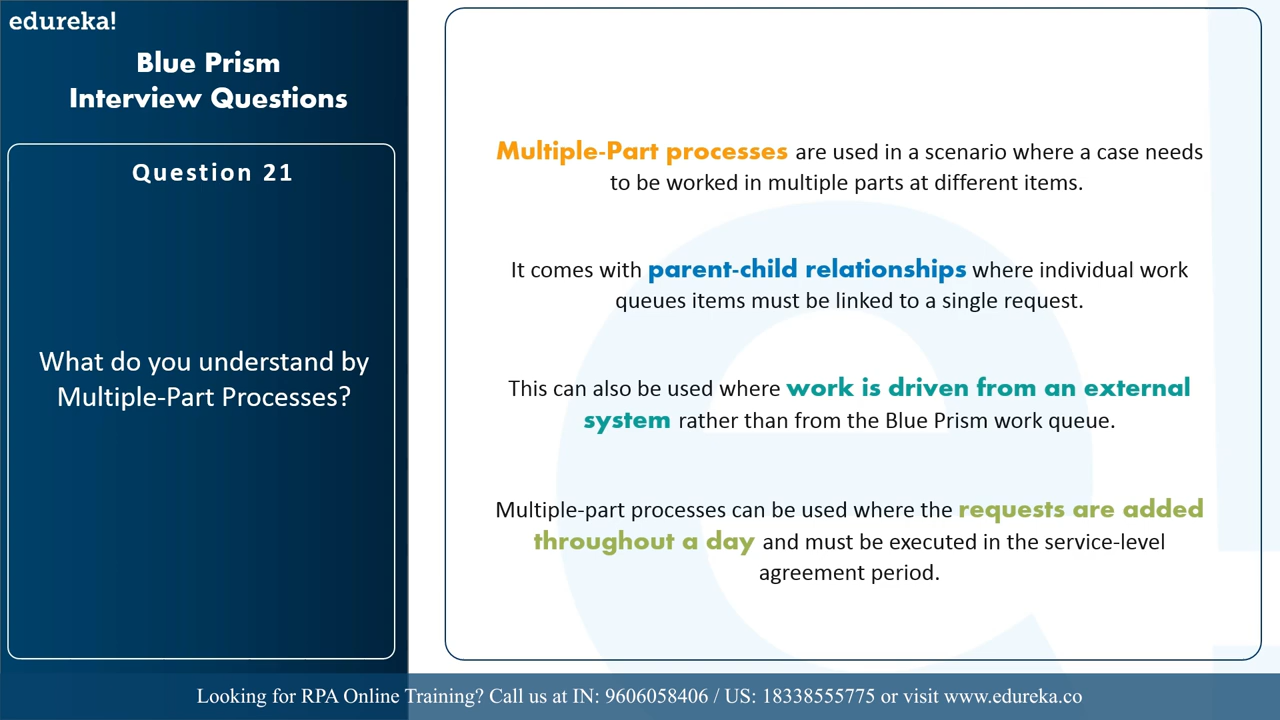 edureka!
Blue Prism
Interview Questions
Question 21
What do you understand by
Multiple-Part Processes?
Multiple-Part processes are used in a scenario where a case needs
to be worked in multiple parts at different items.
It comes with parent-child relationships where individual work
queues items must be linked to a single request.
This can also be used where work is driven from an external
system rather than from the Blue Prism work queue.
Multiple-part processes can be used where the requests are added
throughout a day and must be executed in the service-level
agreement period.
Looking for RPA Online Training? Call us at IN: 9606058406 / US: 18338555775 or visit www.edureka.co